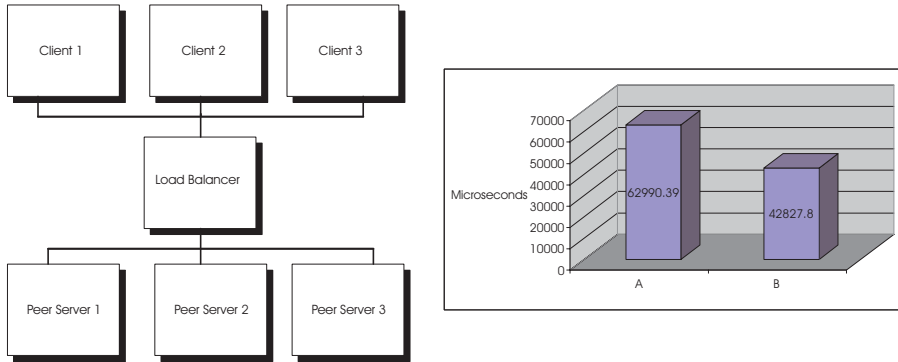 Client 1
Client 2
Client 3
Load Balancer
Peer Server 1
Peer Server 2
Peer Server 3
70000
60000
50000
40000
30000
20000
10000
0
Microseconds
62990.39
42827.8
A
B